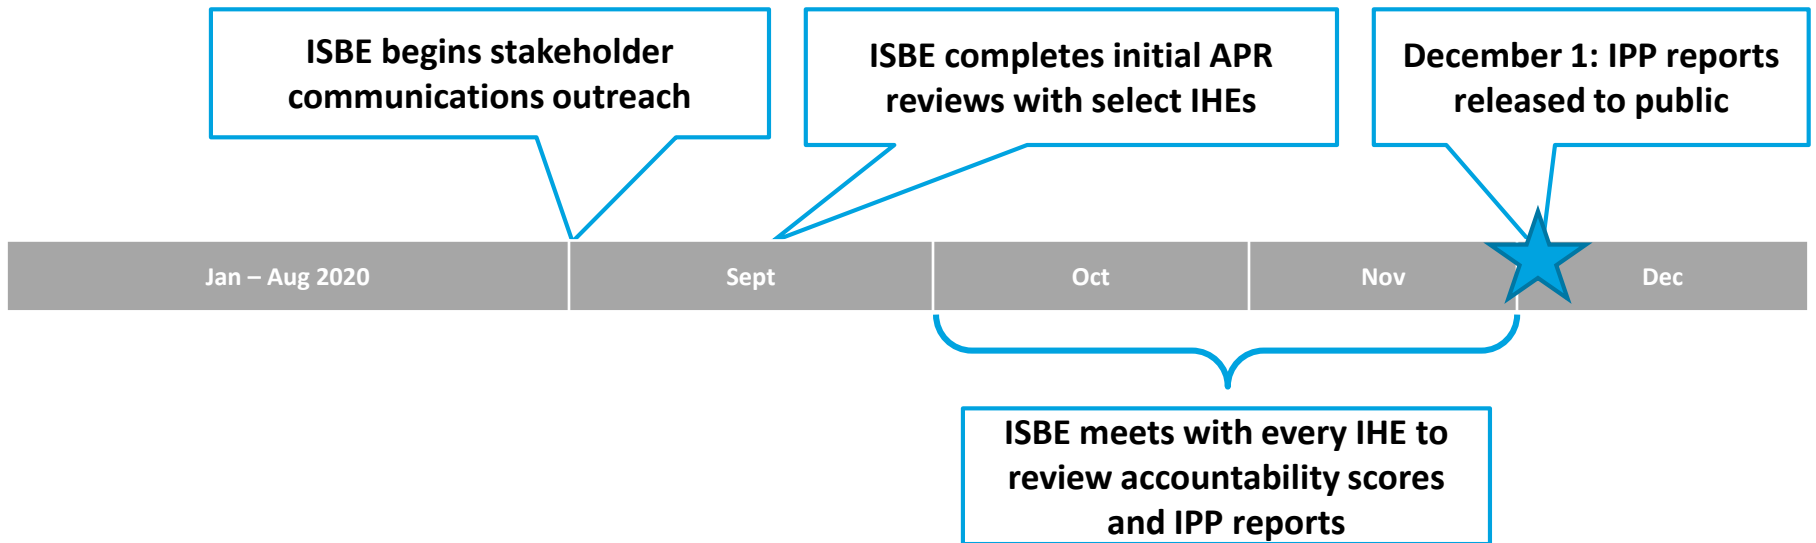 ISBE begins stakeholder
communications outreach
ISBE completes initial APR
reviews with select IHEs
December 1: IPP reports
released to public
Jan – Aug 2020
Sept
Oct
Nov
Dec
ISBE meets with every IHE to
review accountability scores
and IPP reports